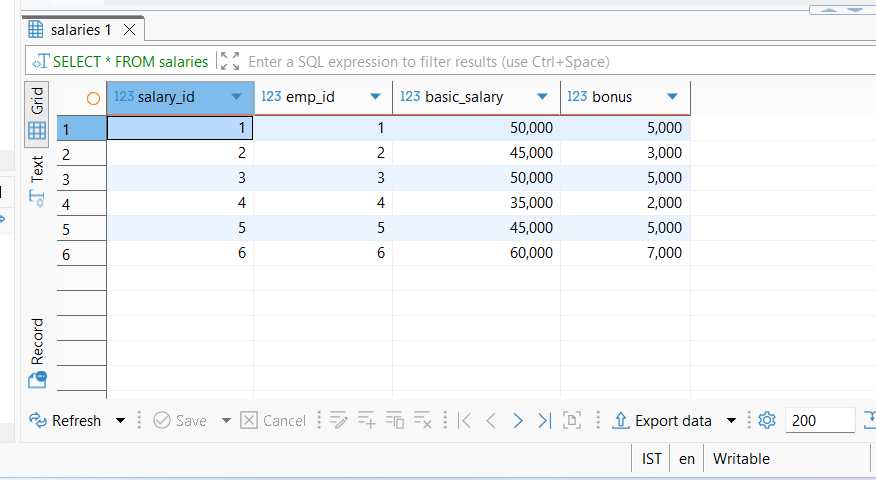 salaries 1
SELECT * FROM salaries Enter a SQL expression to filter results (use Ctrl+Space)
Grid 123 salary_id 123 emp_id 123 basic_salary 123 bonus
1 1 1 50,000 5,000
2 2 2 45,000 3,000
Text
3 3 3 50,000 5,000
4 4 4 35,000 2,000
5 5 5 45,000 5,000
6 6 6 60,000 7,000
Record
Refresh Save Cancel Export data 200
IST en Writable